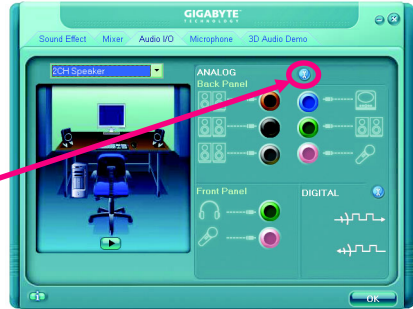 GIGABYTE
TECHNOLOGY
Sound Effect Mixer Audio I/O Microphone 3D Audio Demo
2CH Speaker
ANALOG
Back Panel
Front Panel
DIGITAL
OK